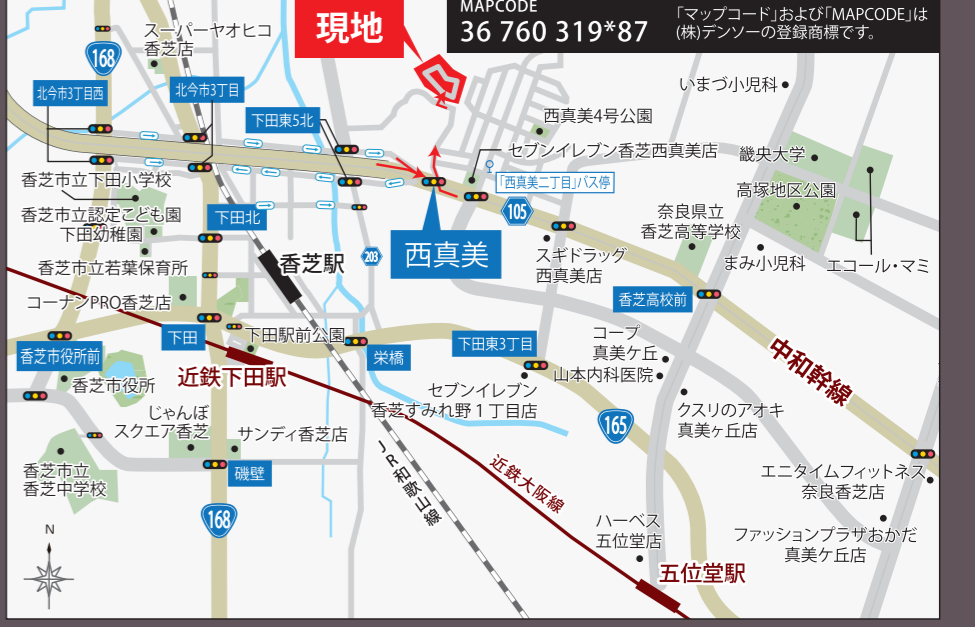 現地
MAPCODE
36 760 319*87
「マップコード」および「MAPCODE」は
(株)デンソーの登録商標です。
スーパーヤオヒコ
香芝店
168
北今市3丁目西
北今市3丁目
下田東5北
いまづ小児科
西真美4号公園
セブンイレブン香芝西真美店
畿央大学
「西真美二丁目」バス停
高塚地区公園
香芝市立下田小学校
香芝市立認定こども園
下田幼稚園
下田北
105
奈良県立
香芝高等学校
西真美
203
香芝駅
スギドラッグ
西真美店
まみ小児科
エコール・マミ
香芝市立若葉保育所
コーナンPRO香芝店
香芝高校前
下田
下田駅前公園
栄橋
下田東3丁目
コープ
真美ケ丘
山本内科医院
中和幹線
香芝市役所前
香芝市役所
近鉄下田駅
セブンイレブン
香芝すみれ野1丁目店
クスリのアオキ
真美ヶ丘店
じゃんぼ
スクエア香芝
サンディ香芝店
165
香芝市立
香芝中学校
磯壁
JR和歌山線
近鉄大阪線
エニタイムフィットネス
奈良香芝店
168
ハーベス
五位堂店
ファッションプラザおかだ
真美ケ丘店
N
五位堂駅